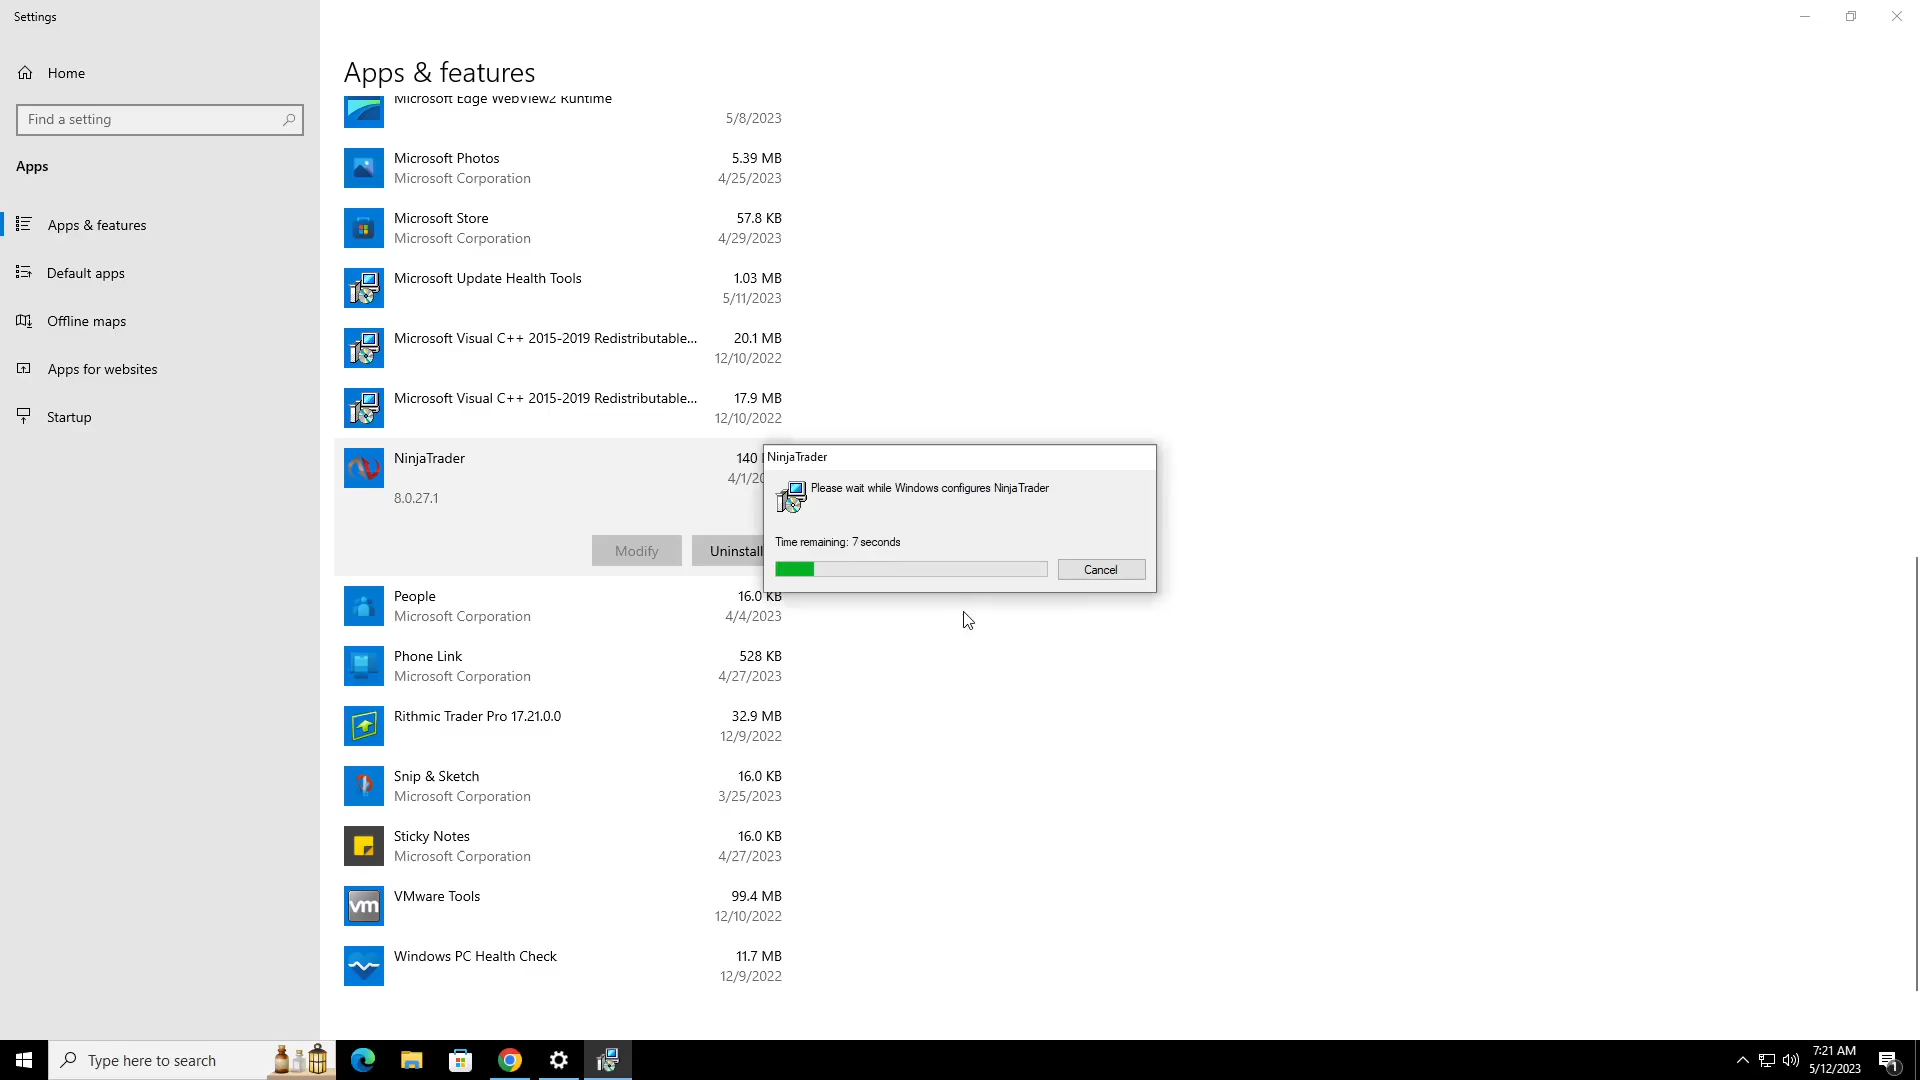 Settings
Home
Find a setting
Apps
Apps & features
Default apps
Offline maps
Apps for websites
Startup
Apps & features
Microsoft Edge WebView2 Runtime
5/8/2023
Microsoft Photos 5.39 MB
Microsoft Corporation 4/25/2023
Microsoft Store 57.8 KB
Microsoft Corporation 4/29/2023
Microsoft Update Health Tools 1.03 MB
5/11/2023
Microsoft Visual C++ 2015-2019 Redistributable... 20.1 MB
12/10/2022
Microsoft Visual C++ 2015-2019 Redistributable... 17.9 MB
12/10/2022
NinjaTrader 140
4/1/20
8.0.27.1
Modify Uninstall
NinjaTrader
Please wait while Windows configures NinjaTrader
Time remaining: 7 seconds
Cancel
People 16.0 KB
Microsoft Corporation 4/4/2023
Phone Link 528 KB
Microsoft Corporation 4/27/2023
Rithmic Trader Pro 17.21.0.0 32.9 MB
12/9/2022
Snip & Sketch 16.0 KB
Microsoft Corporation 3/25/2023
Sticky Notes 16.0 KB
Microsoft Corporation 4/27/2023
vm
VMware Tools 99.4 MB
12/10/2022
Windows PC Health Check 11.7 MB
12/9/2022
Type here to search
7:21 AM
5/12/2023
1